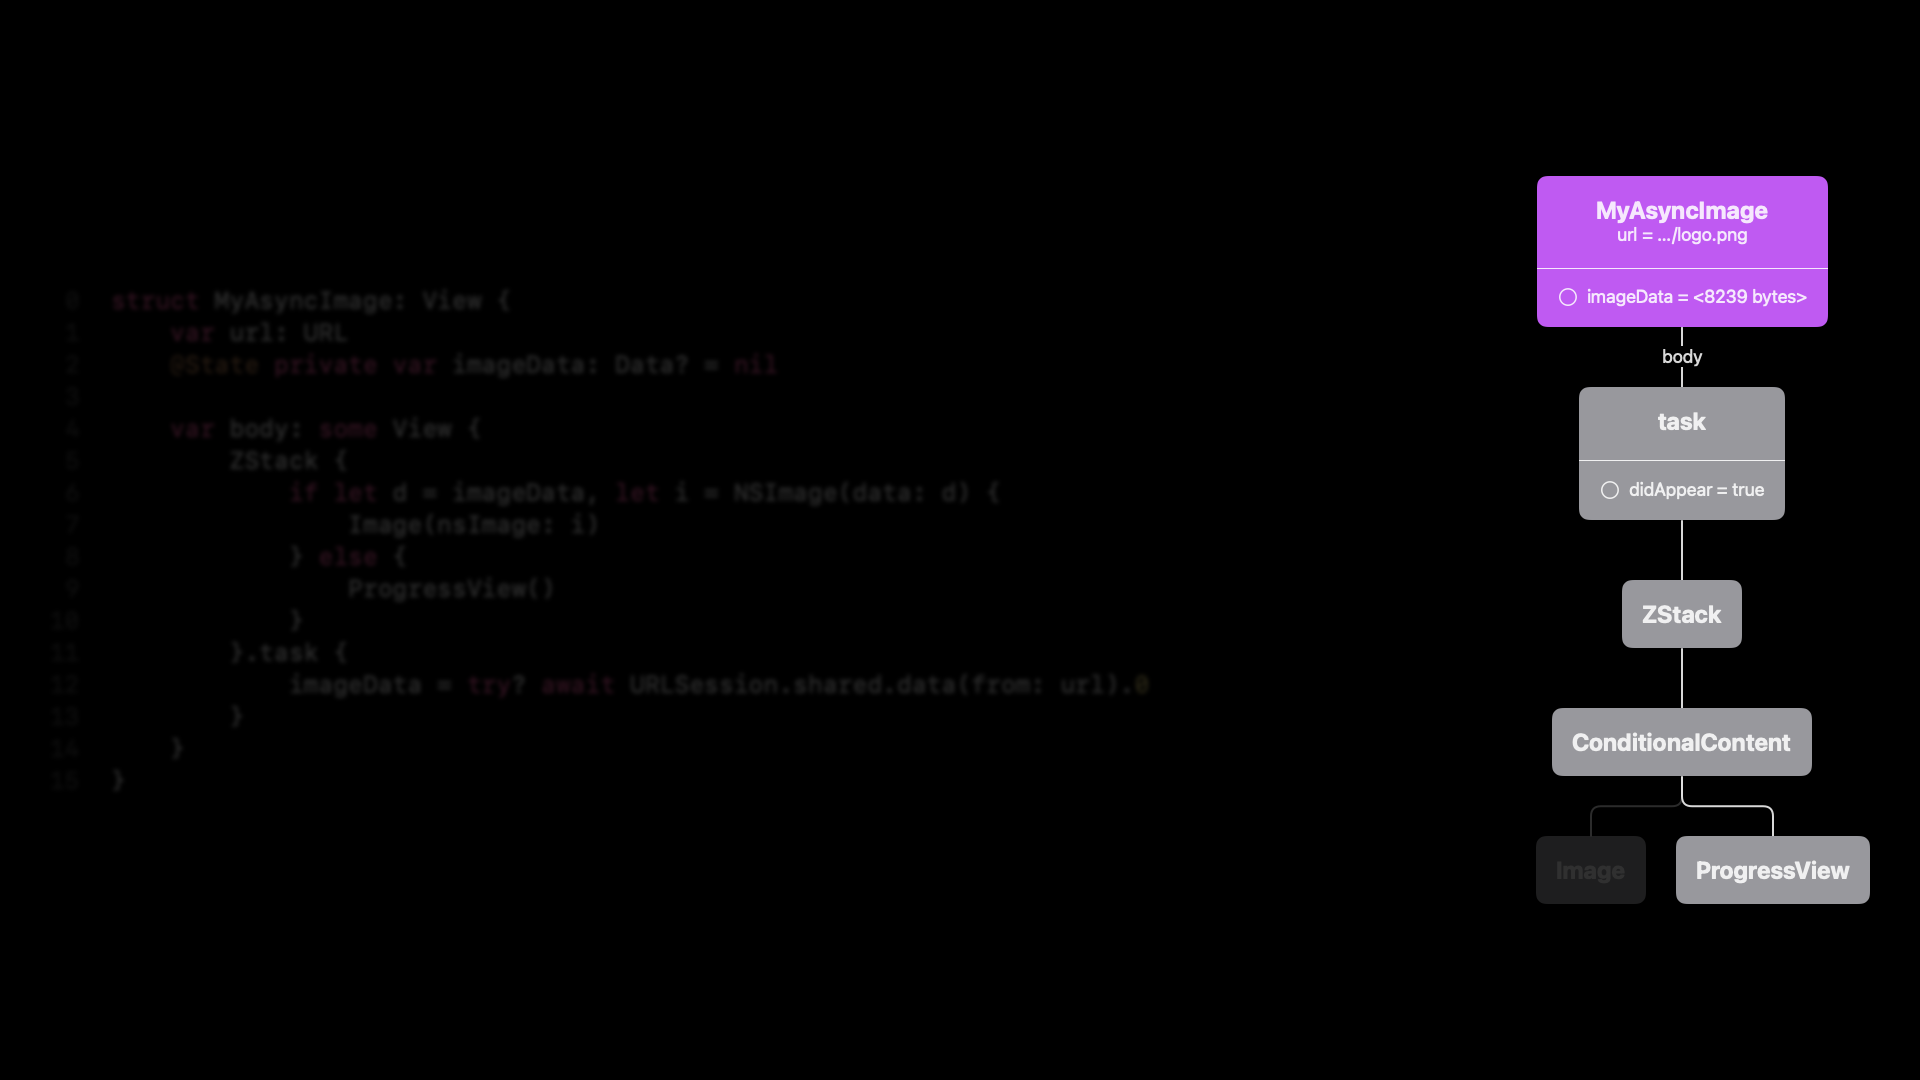 0 struct MyAsyncImage: View {
1     var url: URL
2     @State private var imageData: Data? = nil
3
4     var body: some View {
5         ZStack {
6             if let d = imageData, let i = NSImage(data: d) {
7                 Image(nsImage: i)
8             } else {
9                 ProgressView()
10             }
11         }.task {
12             imageData = try? await URLSession.shared.data(from: url).0
13         }
14     }
15 }
MyAsyncImage
url = .../logo.png
imageData = <8239 bytes>
body
task
didAppear = true
ZStack
ConditionalContent
Image
ProgressView